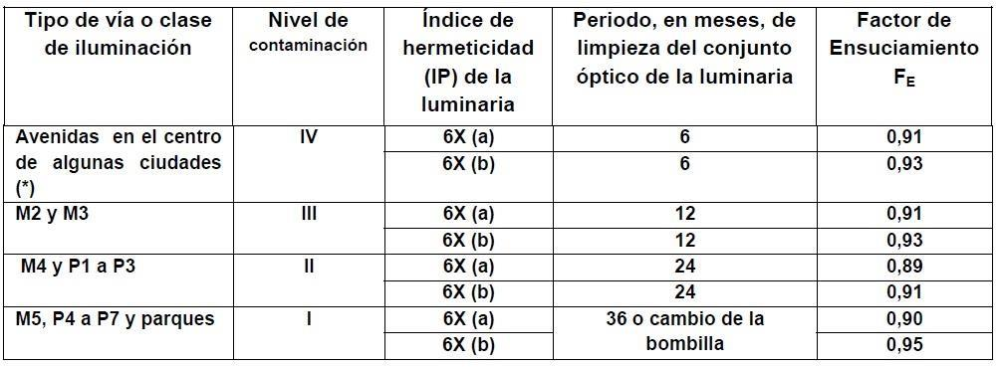 Tipo de vía o clase de iluminación | Nivel de contaminación | Índice de hermeticidad (IP) de la luminaria | Periodo, en meses, de limpieza del conjunto óptico de la luminaria | Factor de Ensuciamiento FE
Avenidas en el centro de algunas ciudades (*) | IV | 6X (a) | 6 | 0,91
6X (b) | 6 | 0,93
M2 y M3 | III | 6X (a) | 12 | 0,91
6X (b) | 12 | 0,93
M4 y P1 a P3 | II | 6X (a) | 24 | 0,89
6X (b) | 24 | 0,91
M5, P4 a P7 y parques | I | 6X (a) | 36 o cambio de la bombilla | 0,90
6X (b) | 0,95